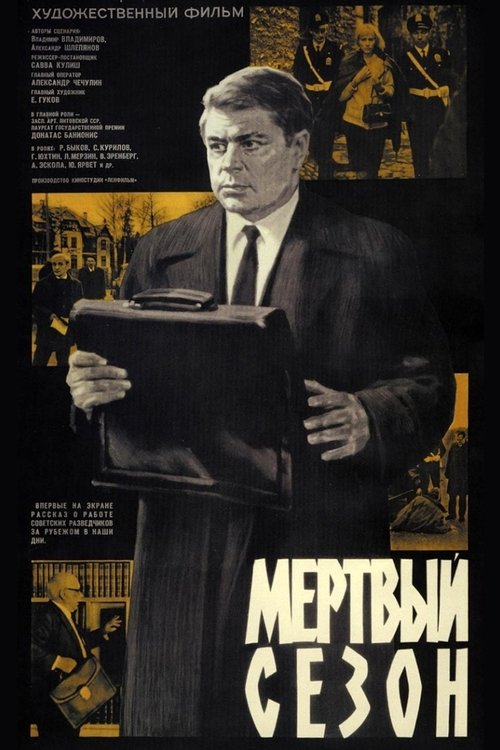 ХУДОЖЕСТВЕННЫЙ ФИЛЬМ
АВТОРЫ СЦЕНАРИЯ:
ВЛАДИМИР ВЛАДИМИРОВ,
АЛЕКСАНДР ШЛЕПЯНОВ
РЕЖИССЕР-ПОСТАНОВЩИК
САВВА КУЛИШ
ГЛАВНЫЙ ОПЕРАТОР
АЛЕКСАНДР ЧЕЧУЛИН
ГЛАВНЫЙ ХУДОЖНИК
Е. ГУКОВ
В ГЛАВНОЙ РОЛИ —
ЗАСЛ. АРТ. ЛИТОВСКОЙ ССР,
ЛАУРЕАТ ГОСУДАРСТВЕННОЙ ПРЕМИИ
ДОНАТАС БАНИОНИС
В РОЛЯХ: Р. БЫКОВ, С. КУРИЛОВ,
Г. ЮХТИН, Л. МЕРЗИН, В. ЭРЕНБЕРГ,
А. ЭСКОЛА, Ю. ЯРВЕТ И ДР.
ПРОИЗВОДСТВО КИНОСТУДИИ «ЛЕНФИЛЬМ»
ВПЕРВЫЕ НА ЭКРАНЕ
РАССКАЗ О РАБОТЕ
СОВЕТСКИХ РАЗВЕДЧИКОВ
ЗА РУБЕЖОМ В НАШИ
ДНИ.
МЕРТВЫЙ
СЕЗОН